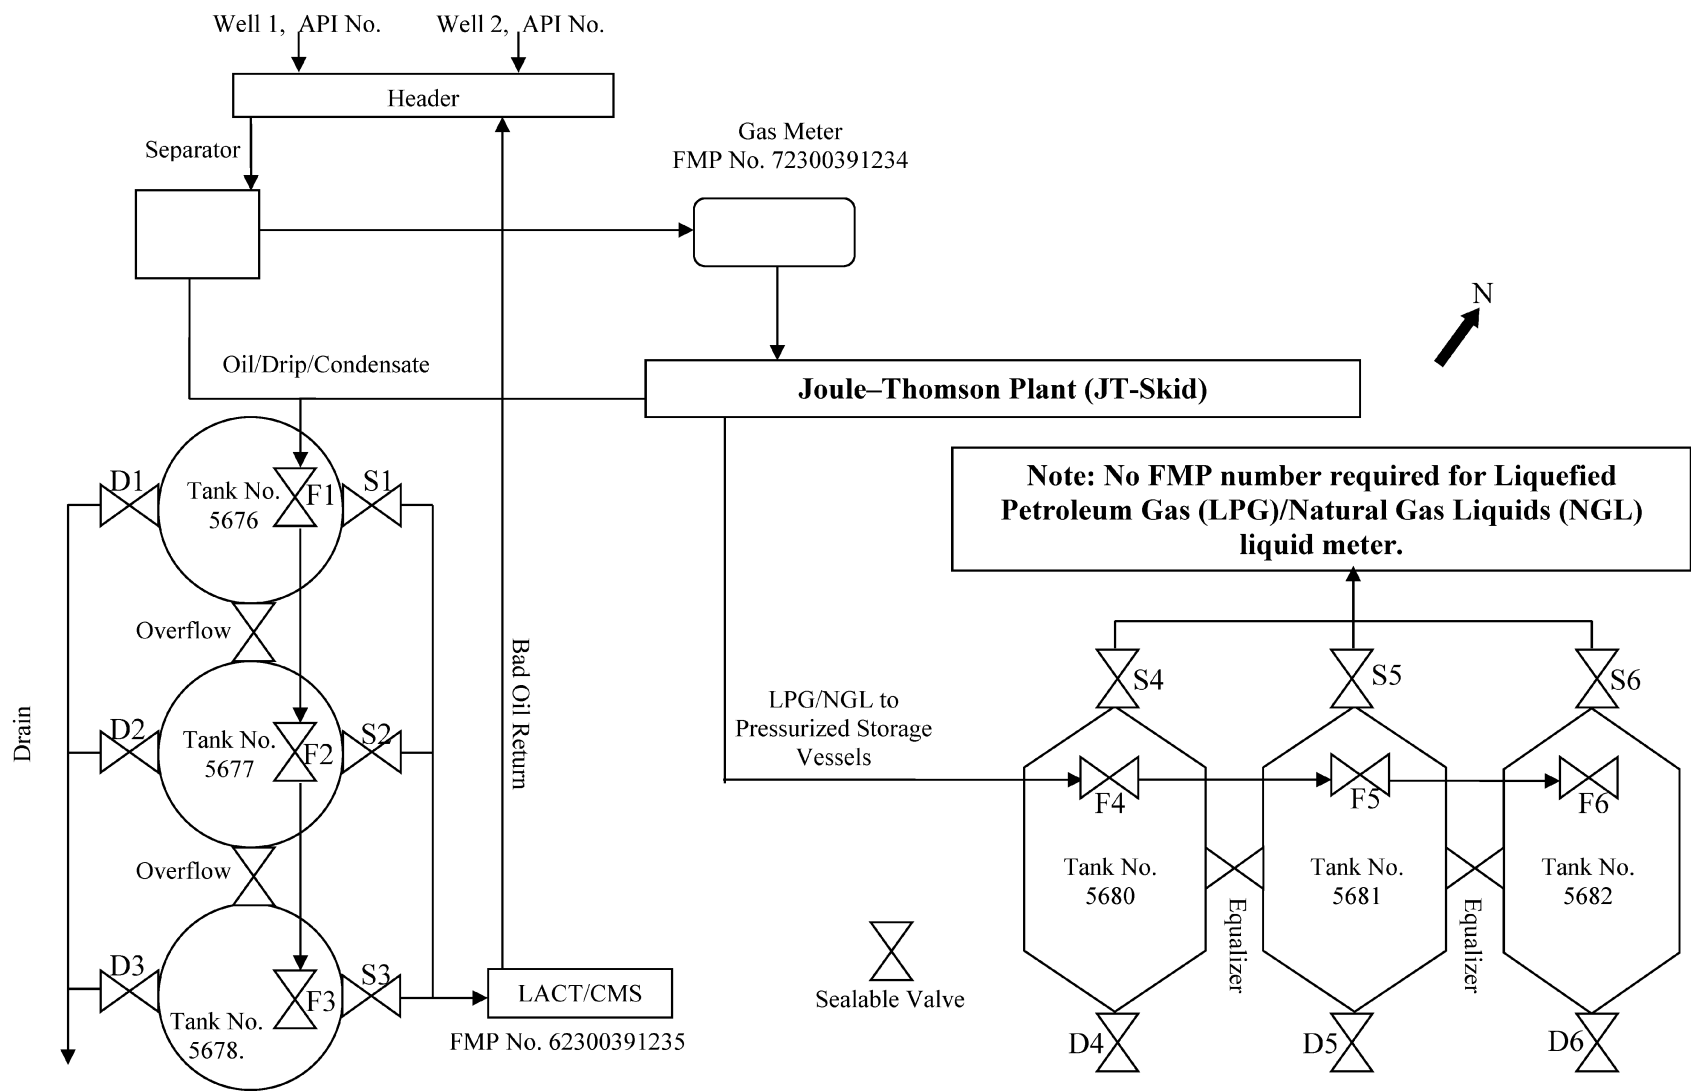 Well 1,  API No.
Well 2,  API No.
Header
Separator
Gas Meter
FMP No. 72300391234
N
Oil/Drip/Condensate
Joule–Thomson Plant (JT-Skid)
Note: No FMP number required for Liquefied
Petroleum Gas (LPG)/Natural Gas Liquids (NGL)
liquid meter.
D1
Tank No.
5676
F1
S1
Overflow
Drain
D2
Tank No.
5677
F2
S2
Bad Oil Return
Overflow
D3
Tank No.
5678.
F3
S3
LACT/CMS
FMP No. 62300391235
LPG/NGL to
Pressurized Storage
Vessels
S4
S5
S6
F4
F5
F6
Tank No.
5680
Tank No.
5681
Tank No.
5682
Equalizer
Equalizer
Sealable Valve
D4
D5
D6